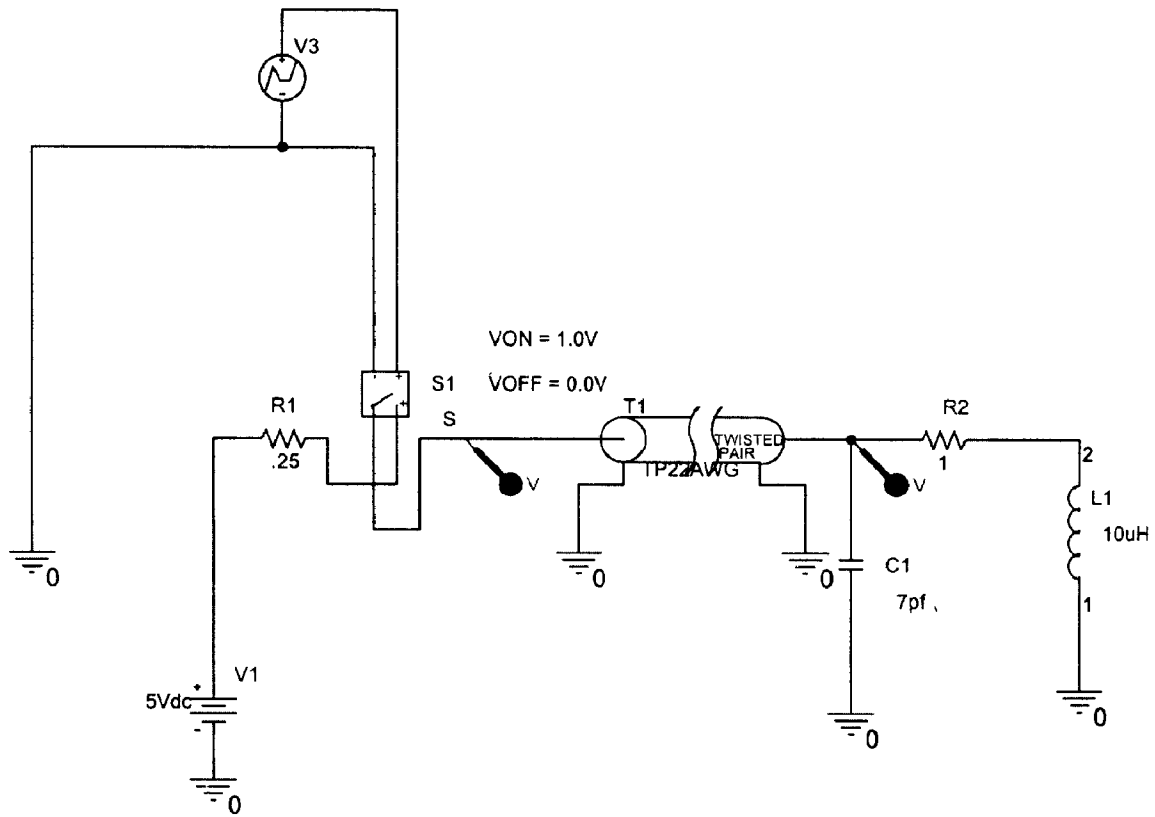 V3
VON = 1.0V
S1
VOFF = 0.0V
R1
S
T1
R2
.25
TWISTED
PAIR
TP22AWG
1
2
V
V
L1
10uH
0
0
0
C1
7pf
1
V1
5Vdc
0
0
0